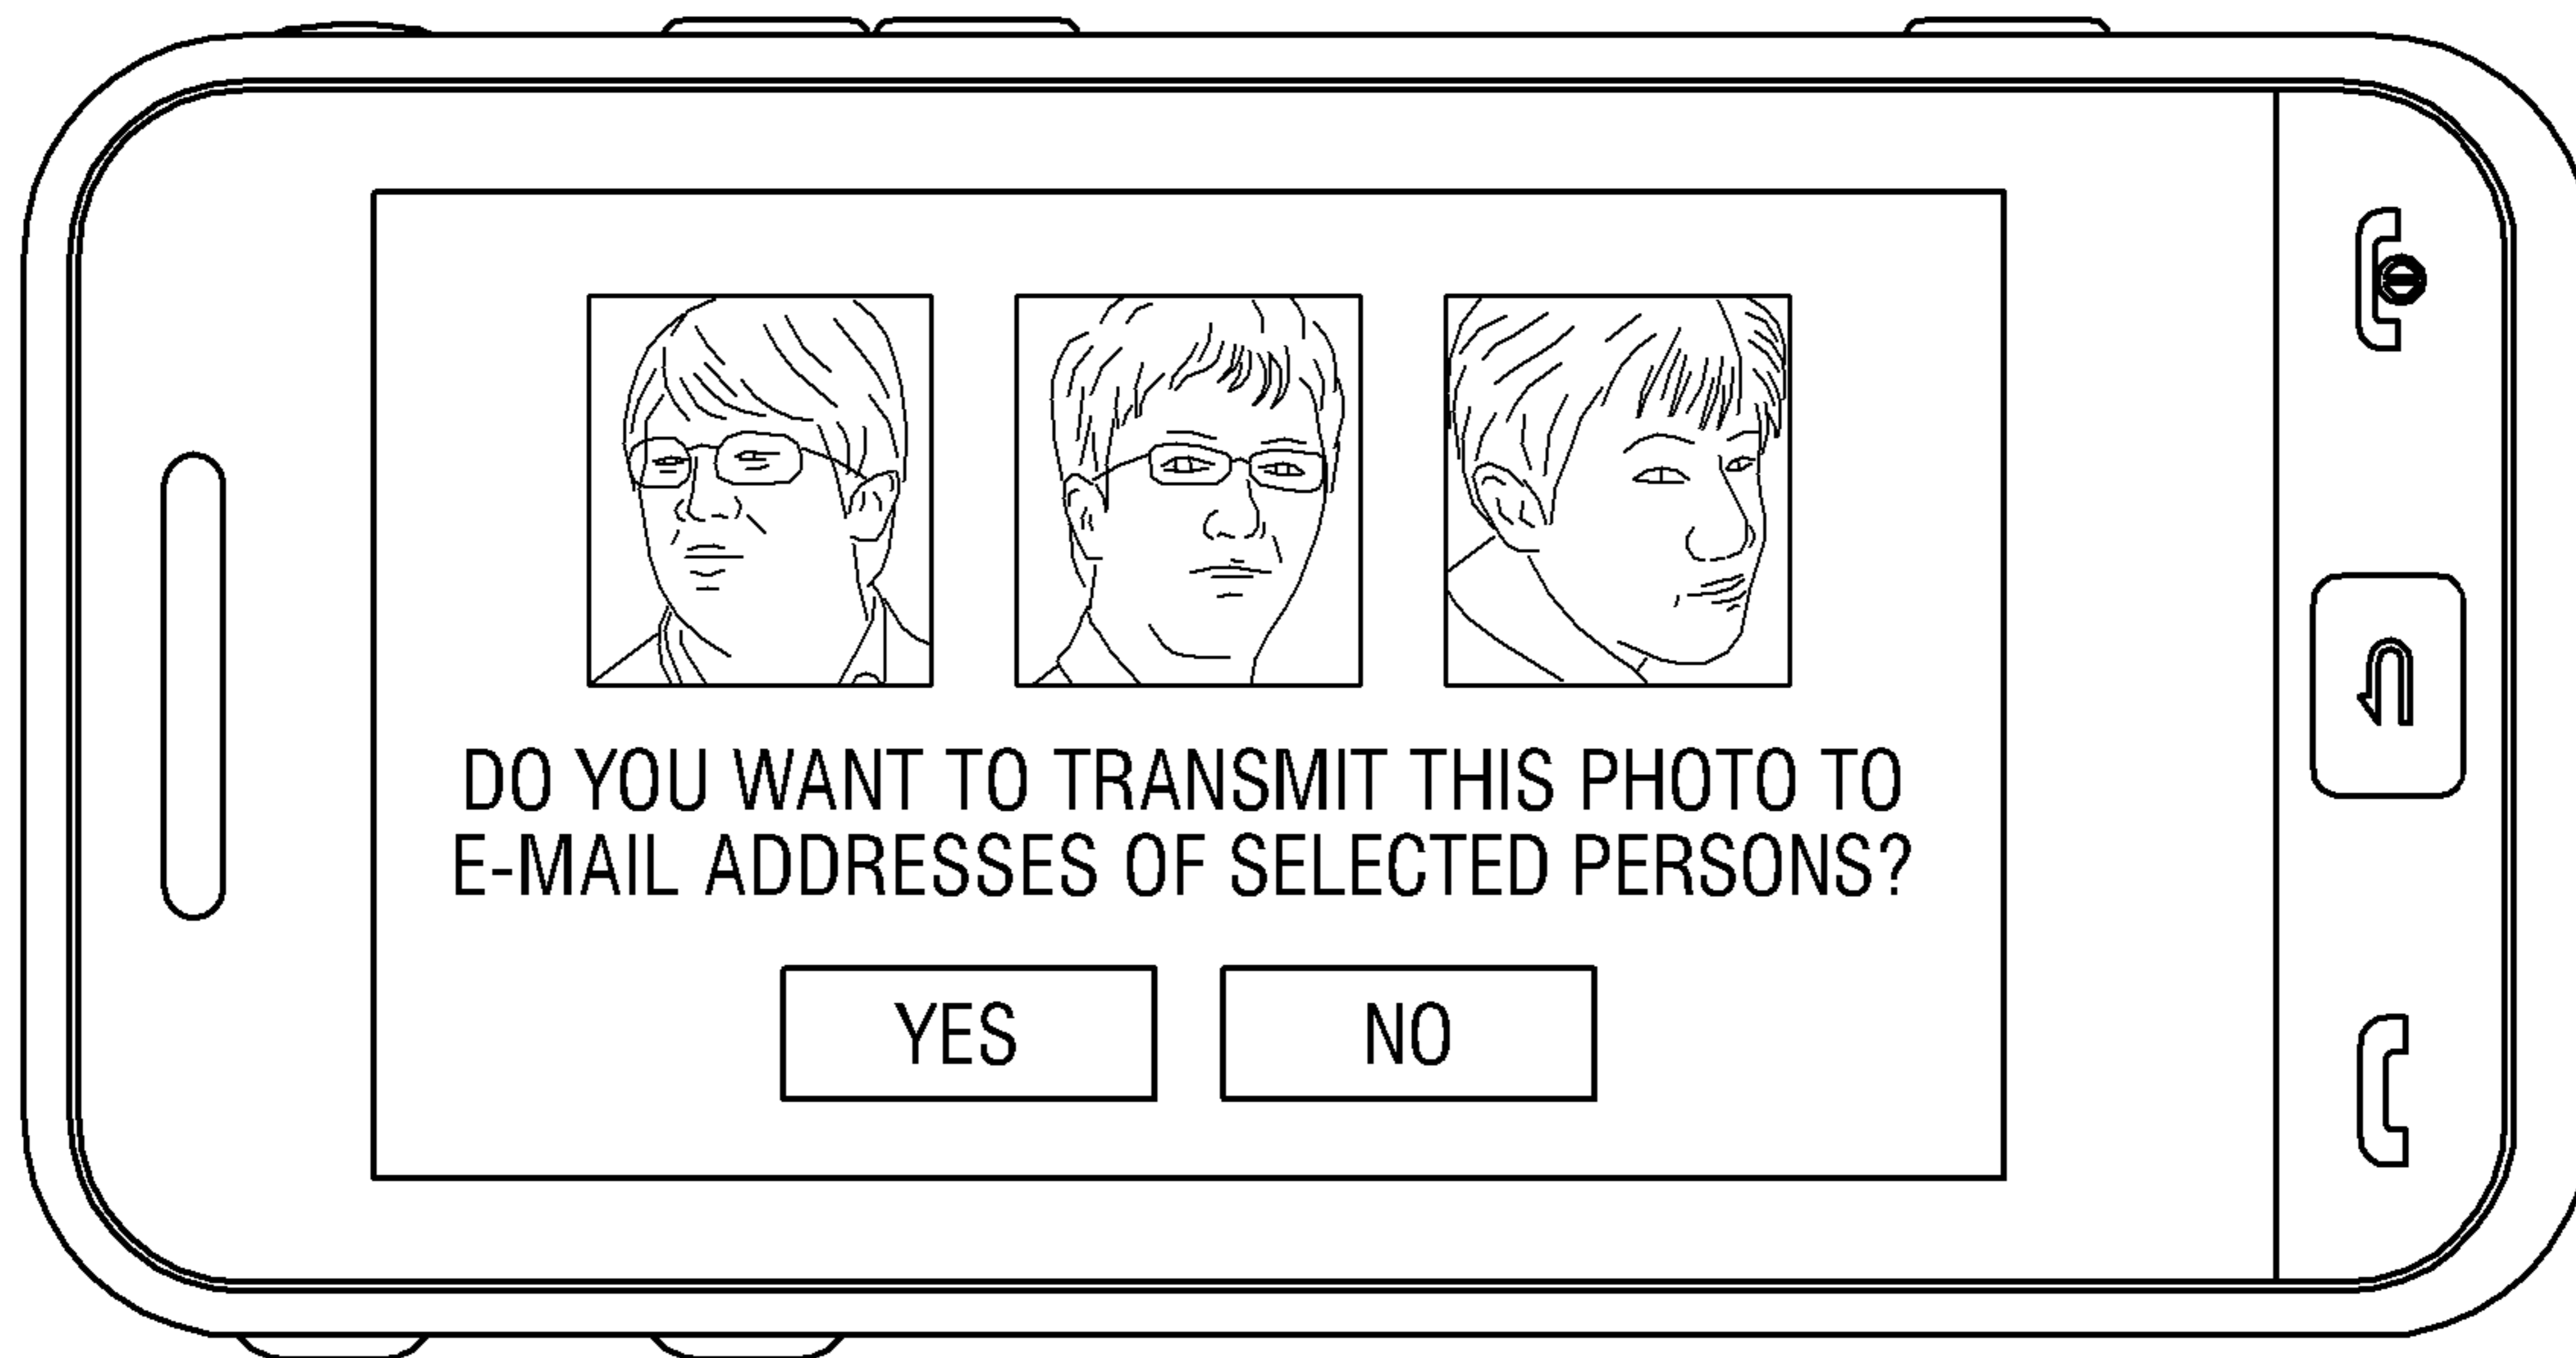 DO YOU WANT TO TRANSMIT THIS PHOTO TO
E-MAIL ADDRESSES OF SELECTED PERSONS?
YES
NO